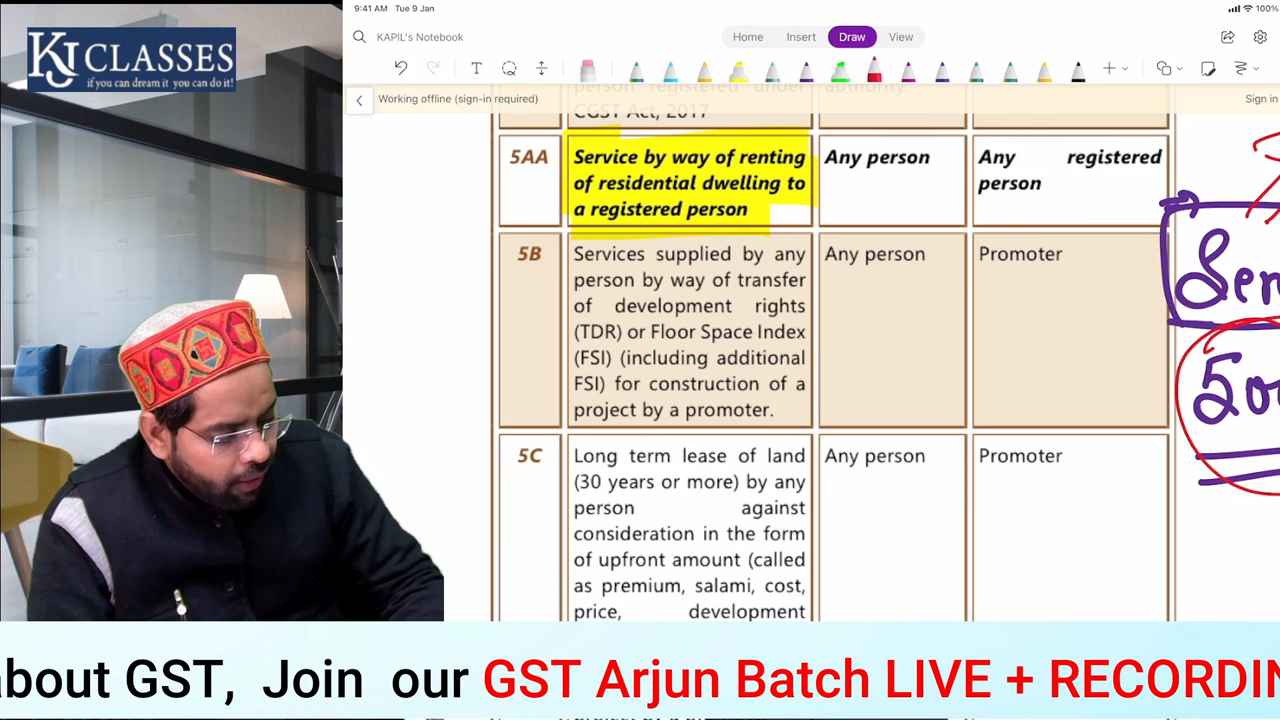 KJ CLASSES
if you can dream it you can do it!
9:41 AM Tue 9 Jan
100%
KAPIL's Notebook
Home Insert Draw View
Working offline (sign-in required)
Sign in
person registered under
authority
CGST Act, 2017
5AA
Service by way of renting
of residential dwelling to
a registered person
Any person
Any registered
person
5B
Services supplied by any
person by way of transfer
of development rights
(TDR) or Floor Space Index
(FSI) (including additional
FSI) for construction of a
project by a promoter.
Any person
Promoter
5C
Long term lease of land
(30 years or more) by any
person against
consideration in the form
of upfront amount (called
as premium, salami, cost,
price, development
Any person
Promoter
about GST, Join our GST Arjun Batch LIVE + RECORDIN